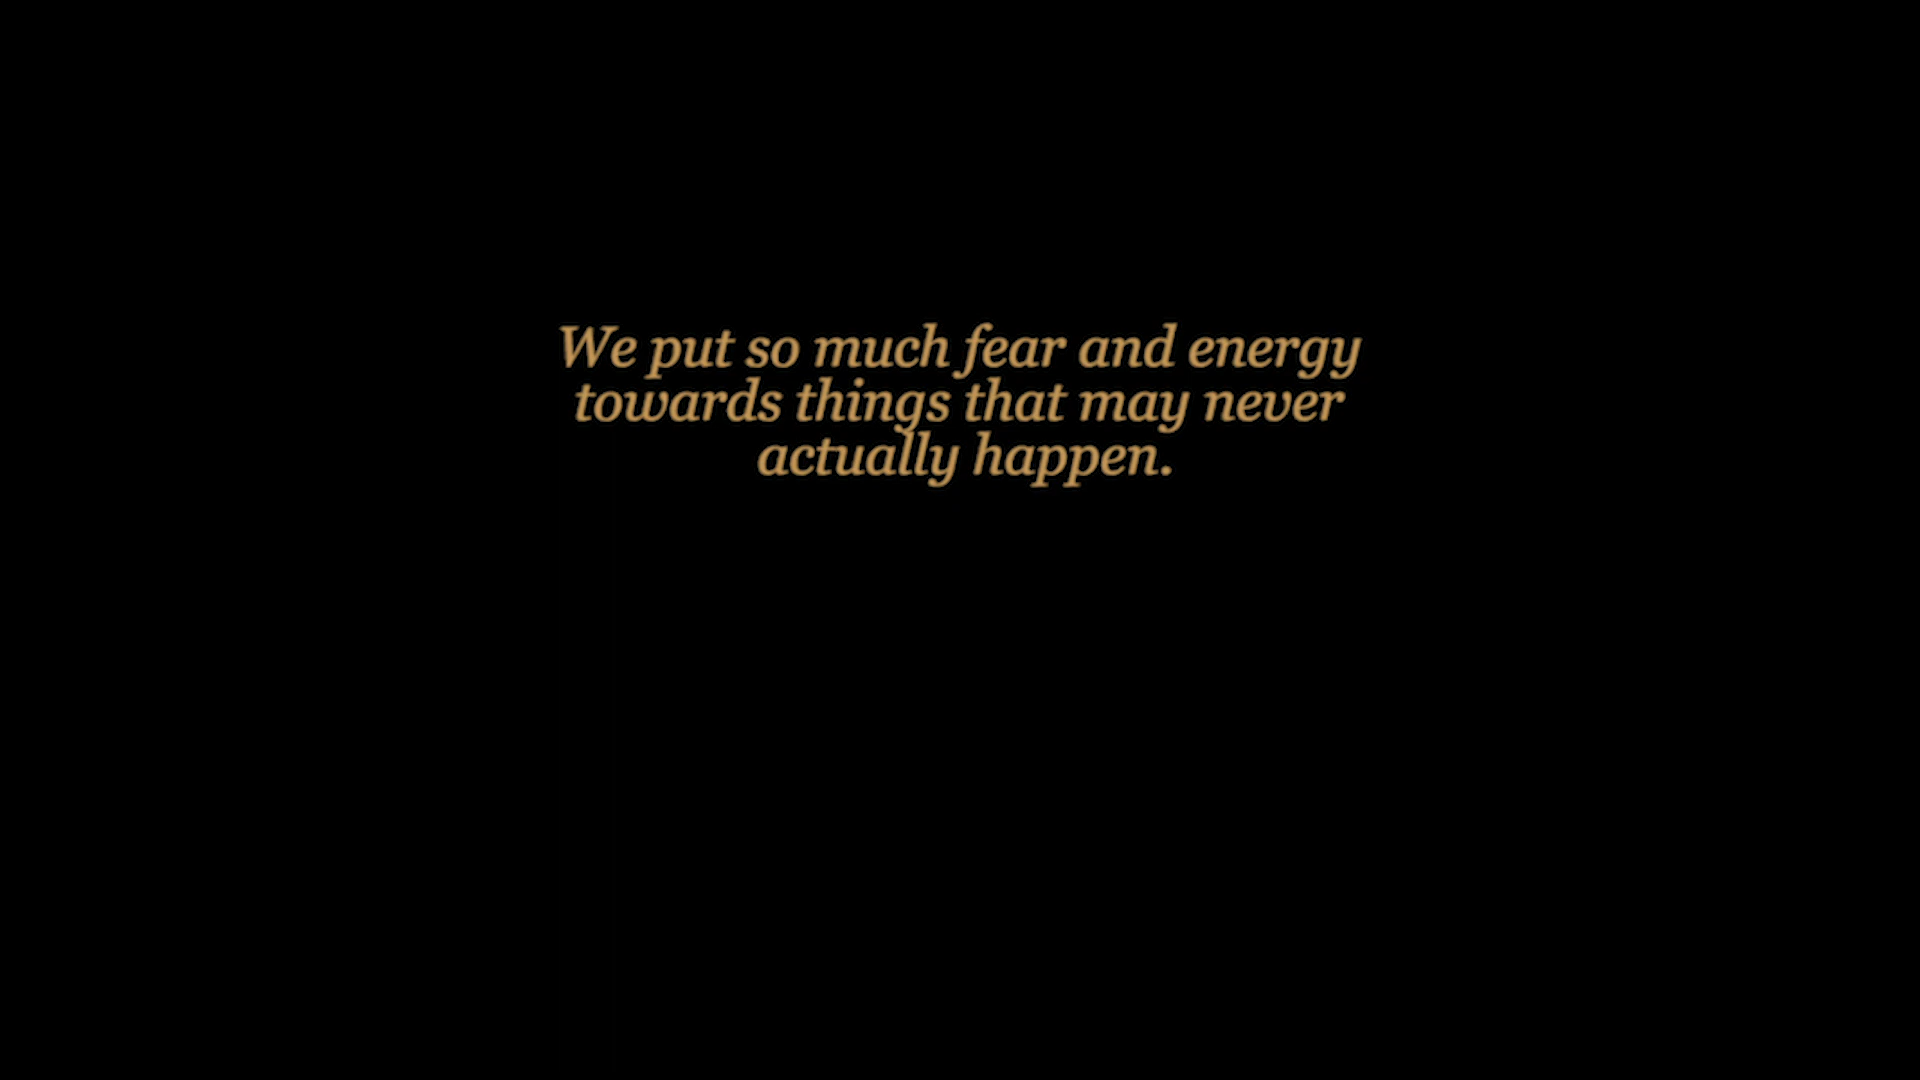 We put so much fear and energy
towards things that may never
actually happen.